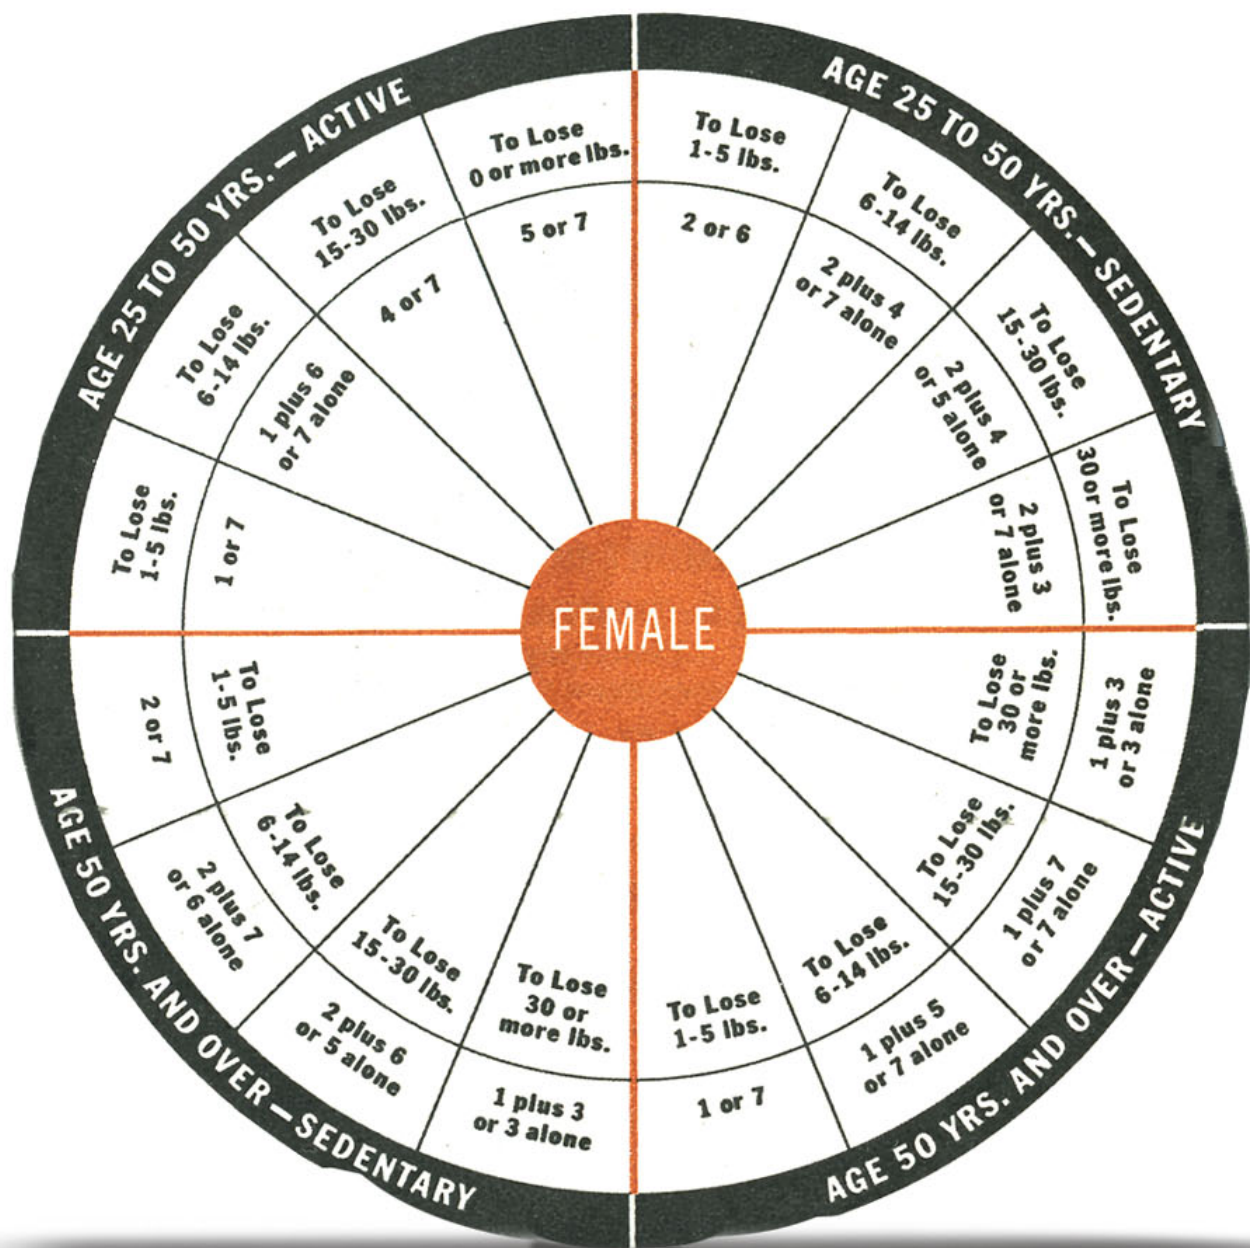 AGE 25 TO 50 YRS.—ACTIVE
To Lose
1-5 lbs.
1 or 7
To Lose
6-14 lbs.
1 plus 6
or 7 alone
To Lose
15-30 lbs.
4 or 7
To Lose
0 or more lbs.
5 or 7
AGE 25 TO 50 YRS.—SEDENTARY
To Lose
1-5 lbs.
2 or 6
To Lose
6-14 lbs.
2 plus 4
or 7 alone
To Lose
15-30 lbs.
2 plus 4
or 5 alone
To Lose
30 or more lbs.
2 plus 3
or 7 alone
FEMALE
AGE 50 YRS. AND OVER—ACTIVE
To Lose
30 or
more lbs.
1 plus 3
or 3 alone
To Lose
15-30 lbs.
1 plus 7
or 7 alone
To Lose
6-14 lbs.
1 plus 5
or 7 alone
To Lose
1-5 lbs.
1 or 7
AGE 50 YRS. AND OVER—SEDENTARY
To Lose
30 or
more lbs.
1 plus 3
or 3 alone
To Lose
15-30 lbs.
2 plus 6
or 5 alone
To Lose
6-14 lbs.
2 plus 7
or 6 alone
To Lose
1-5 lbs.
2 or 7